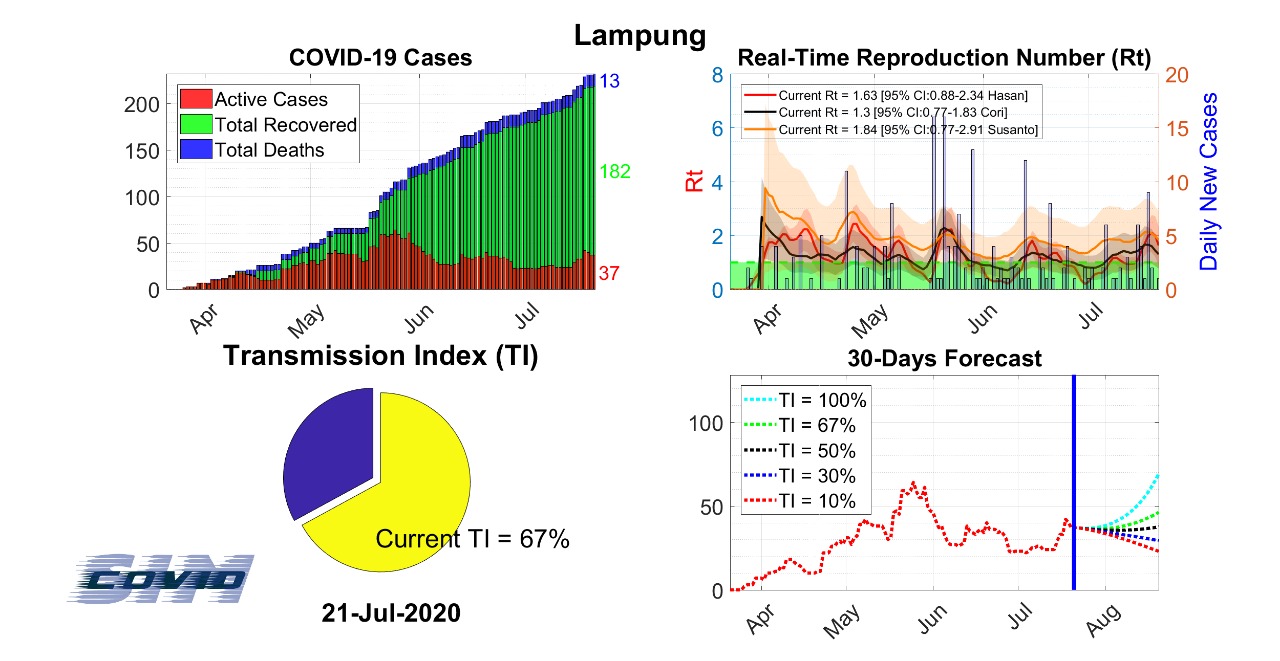 Lampung
COVID-19 Cases
200
150
100
50
0
Active Cases
Total Recovered
Total Deaths
13
182
37
Apr
May
Jun
Jul
Real-Time Reproduction Number (Rt)
8
6
4
2
0
Rt
Current Rt = 1.63 [95% CI:0.88-2.34 Hasan]
Current Rt = 1.3 [95% CI:0.77-1.83 Cori]
Current Rt = 1.84 [95% CI:0.77-2.91 Susanto]
20
15
10
5
0
Daily New Cases
Apr
May
Jun
Jul
Transmission Index (TI)
Current TI = 67%
SIN
COVID
21-Jul-2020
30-Days Forecast
100
50
0
TI = 100%
TI = 67%
TI = 50%
TI = 30%
TI = 10%
Apr
May
Jun
Jul
Aug